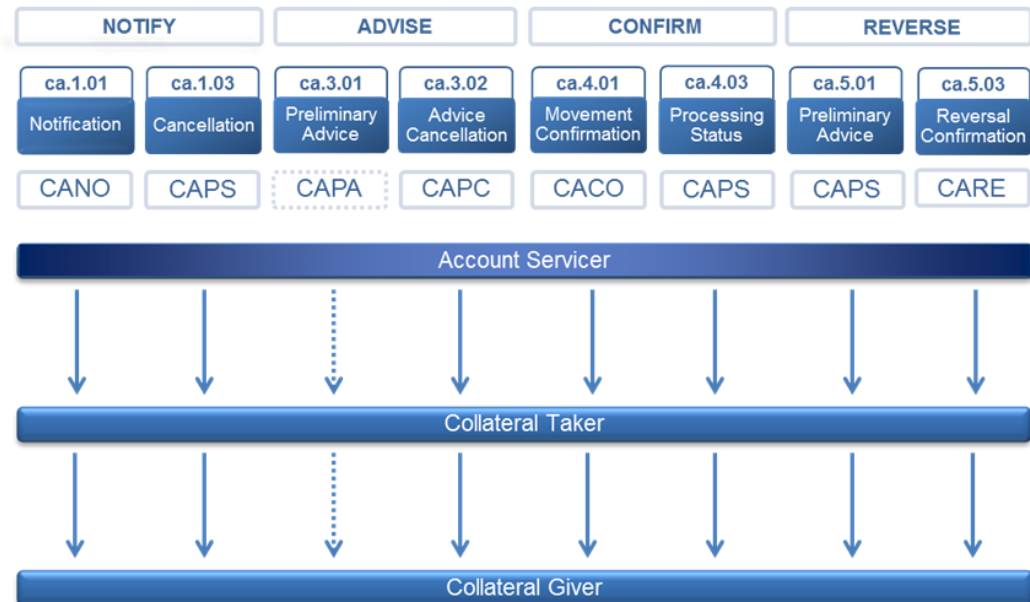 NOTIFY ADVISE CONFIRM REVERSE
ca.1.01 ca.1.03 ca.3.01 ca.3.02 ca.4.01 ca.4.03 ca.5.01 ca.5.03
Notification Cancellation Preliminary Advice Advice Cancellation Movement Confirmation Processing Status Preliminary Advice Reversal Confirmation
CANO CAPS CAPA CAPC CACO CAPS CAPS CARE
Account Servicer
Collateral Taker
Collateral Giver